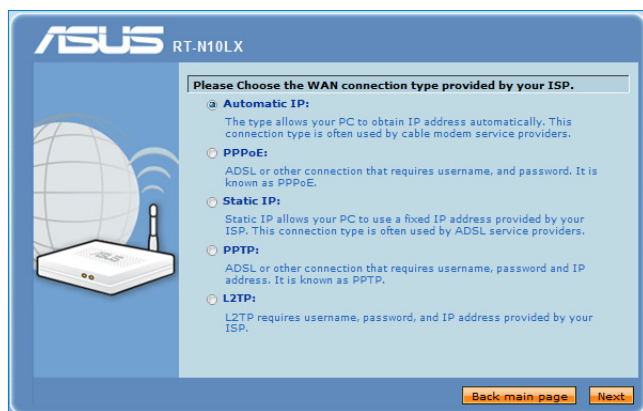 ASUS RT-N10LX
Please Choose the WAN connection type provided by your ISP.
Automatic IP:
The type allows your PC to obtain IP address automatically. This
connection type is often used by cable modem service providers.
PPPoE:
ADSL or other connection that requires username, and password. It is
known as PPPoE.
Static IP:
Static IP allows your PC to use a fixed IP address provided by your
ISP. This connection type is often used by ADSL service providers.
PPTP:
ADSL or other connection that requires username, password and IP
address. It is known as PPTP.
L2TP:
L2TP requires username, password, and IP address provided by your
ISP.
Back main page Next